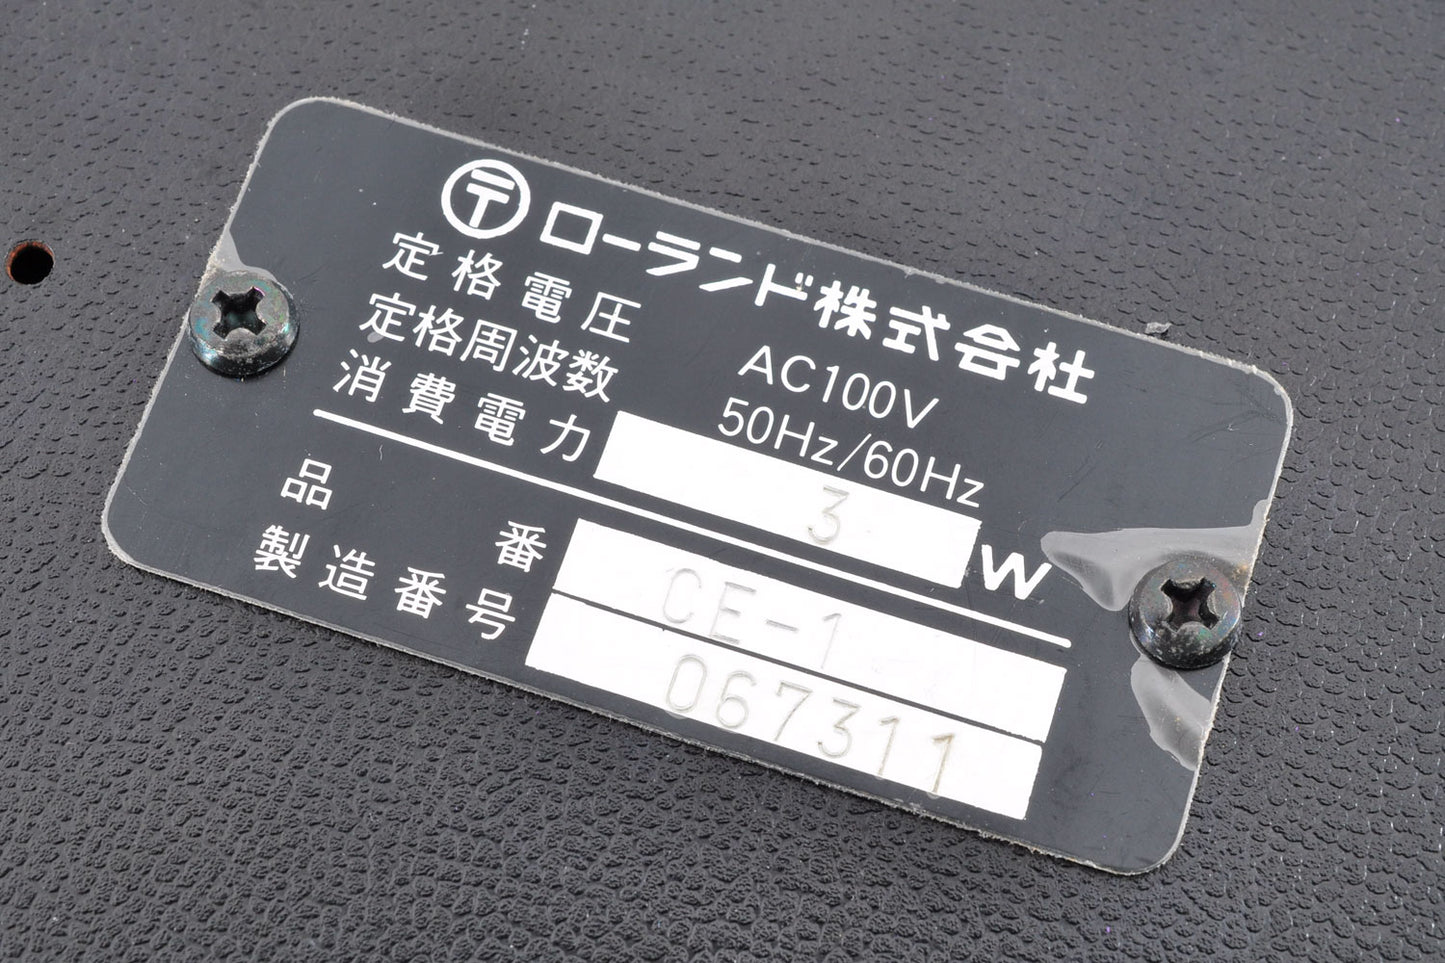 〒 ローランド株式会社
定格電圧 AC100V
定格周波数 50Hz/60Hz
消費電力 3 W
品番 CE-1
製造番号 067311